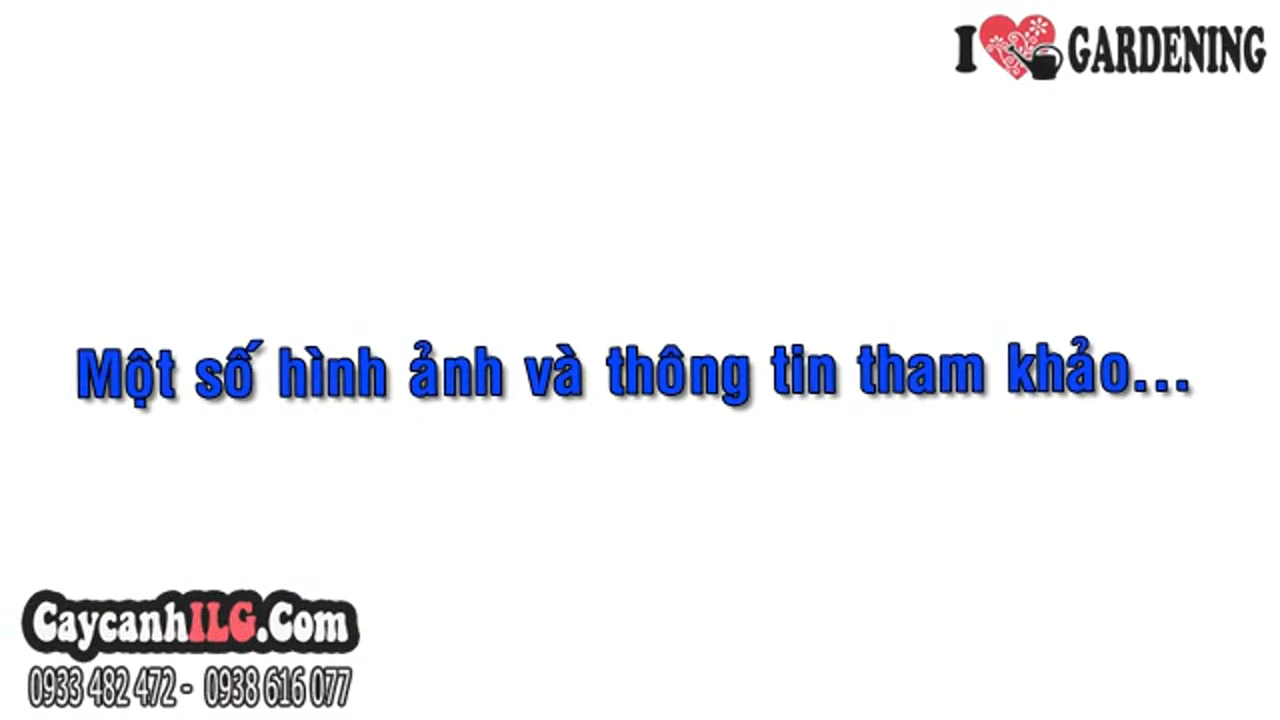 I GARDENING
Một số hình ảnh và thông tin tham khảo...
CaycanhILG.Com
0933 482 472 - 0938 616 077